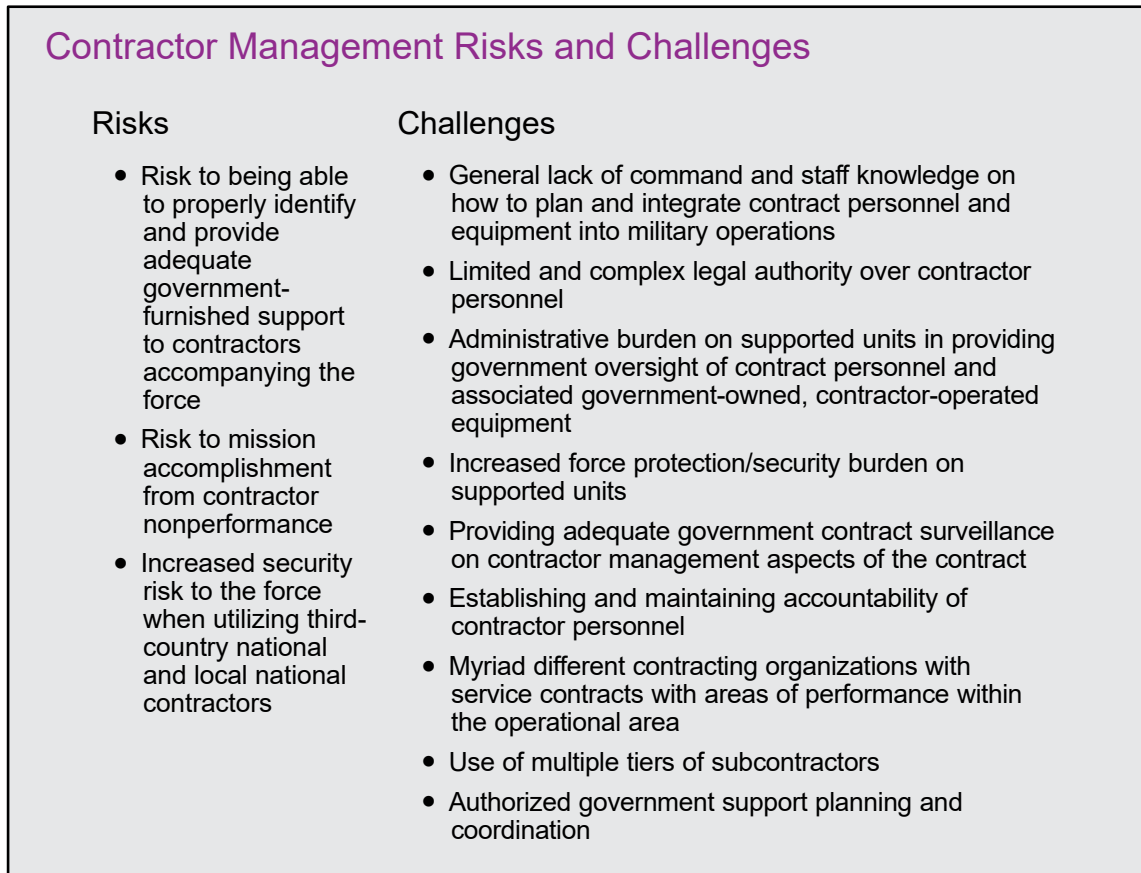 Contractor Management Risks and Challenges
Risks
• Risk to being able
to properly identify
and provide
adequate
government-
furnished support
to contractors
accompanying the
force
• Risk to mission
accomplishment
from contractor
nonperformance
• Increased security
risk to the force
when utilizing third-
country national
and local national
contractors
Challenges
• General lack of command and staff knowledge on
how to plan and integrate contract personnel and
equipment into military operations
• Limited and complex legal authority over contractor
personnel
• Administrative burden on supported units in providing
government oversight of contract personnel and
associated government-owned, contractor-operated
equipment
• Increased force protection/security burden on
supported units
• Providing adequate government contract surveillance
on contractor management aspects of the contract
• Establishing and maintaining accountability of
contractor personnel
• Myriad different contracting organizations with
service contracts with areas of performance within
the operational area
• Use of multiple tiers of subcontractors
• Authorized government support planning and
coordination